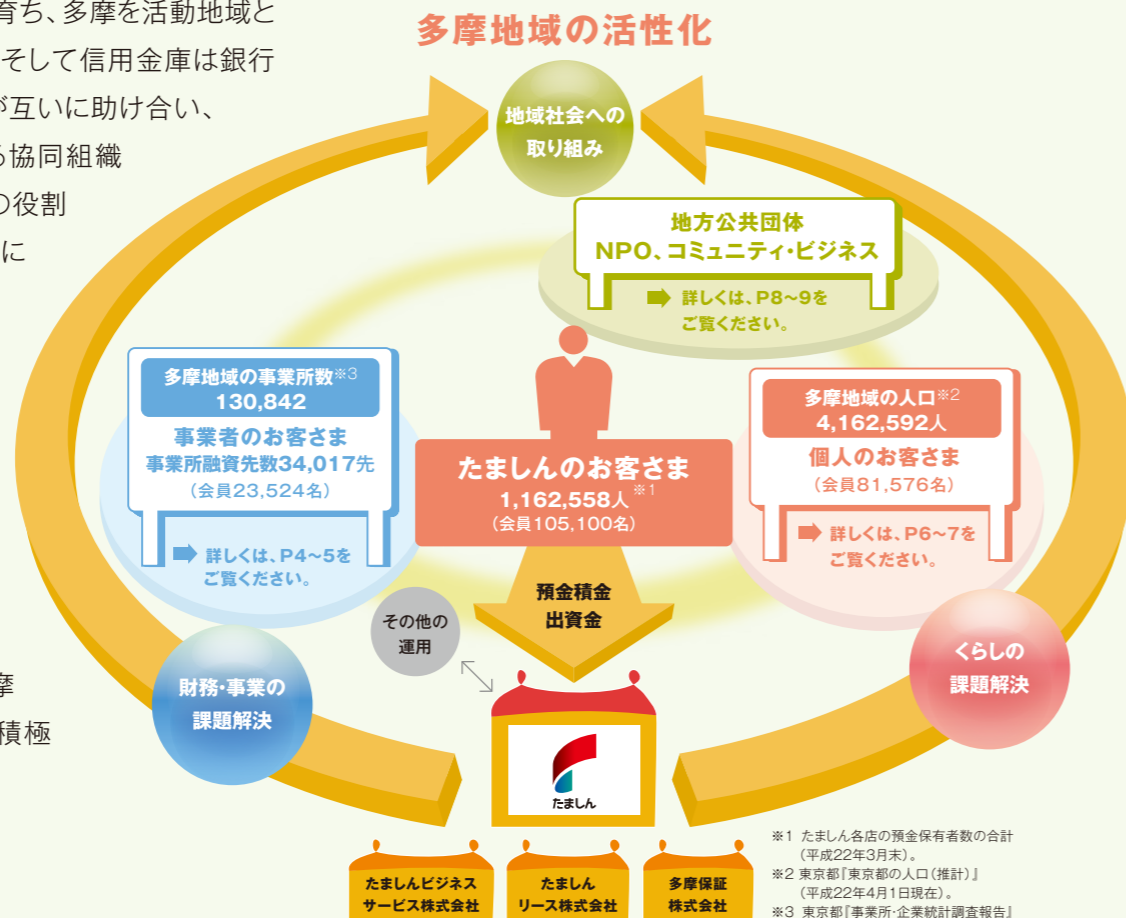 育ち、多摩を活動地域と
そして信用金庫は銀行
が互いに助け合い、
る協同組織
の役割
に
摩
積極
多摩地域の活性化
地域社会への
取り組み
地方公共団体
NPO、コミュニティ・ビジネス
➡ 詳しくは、P8〜9を
ご覧ください。
多摩地域の事業所数※3
130,842
事業者のお客さま
事業所融資先数34,017先
(会員23,524名)
➡ 詳しくは、P4〜5を
ご覧ください。
たましんのお客さま
1,162,558人※1
(会員105,100名)
多摩地域の人口※2
4,162,592人
個人のお客さま
(会員81,576名)
➡ 詳しくは、P6〜7を
ご覧ください。
預金積金
出資金
その他の
運用
財務・事業の
課題解決
くらしの
課題解決
たましん
たましんビジネス
サービス株式会社
たましん
リース株式会社
多摩保証
株式会社
※1 たましん各店の預金保有者数の合計
(平成22年3月末)。
※2 東京都『東京都の人口(推計)』
(平成22年4月1日現在)。
※3 東京都『事業所・企業統計調査報告』